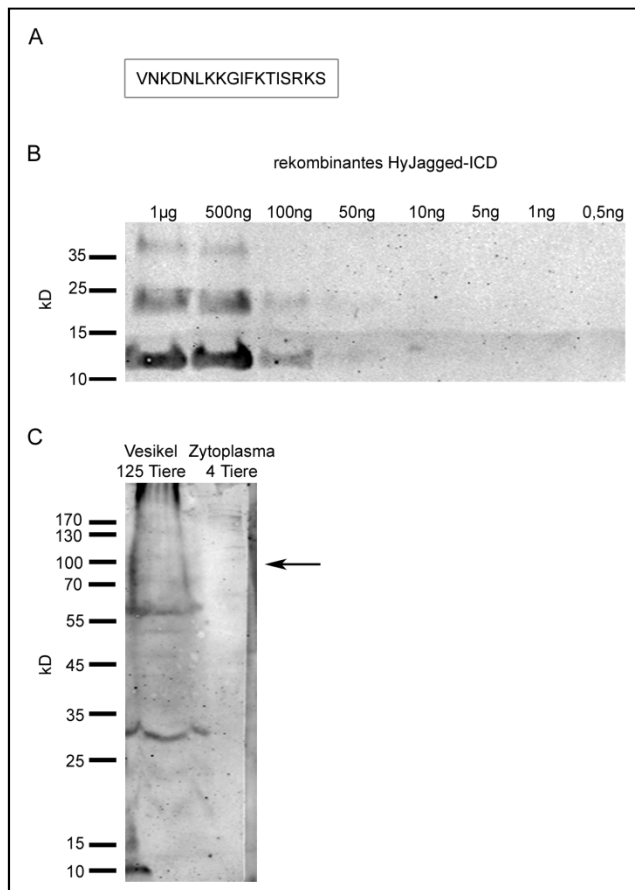 A
VNKDNLKKGIFKTISRKS
B
rekombinantes HyJagged-ICD
1µg 500ng 100ng 50ng 10ng 5ng 1ng 0,5ng
35
25
kD
15
10
C
Vesikel Zytoplasma
125 Tiere 4 Tiere
170
130
100
70
55
45
kD
35
25
15
10